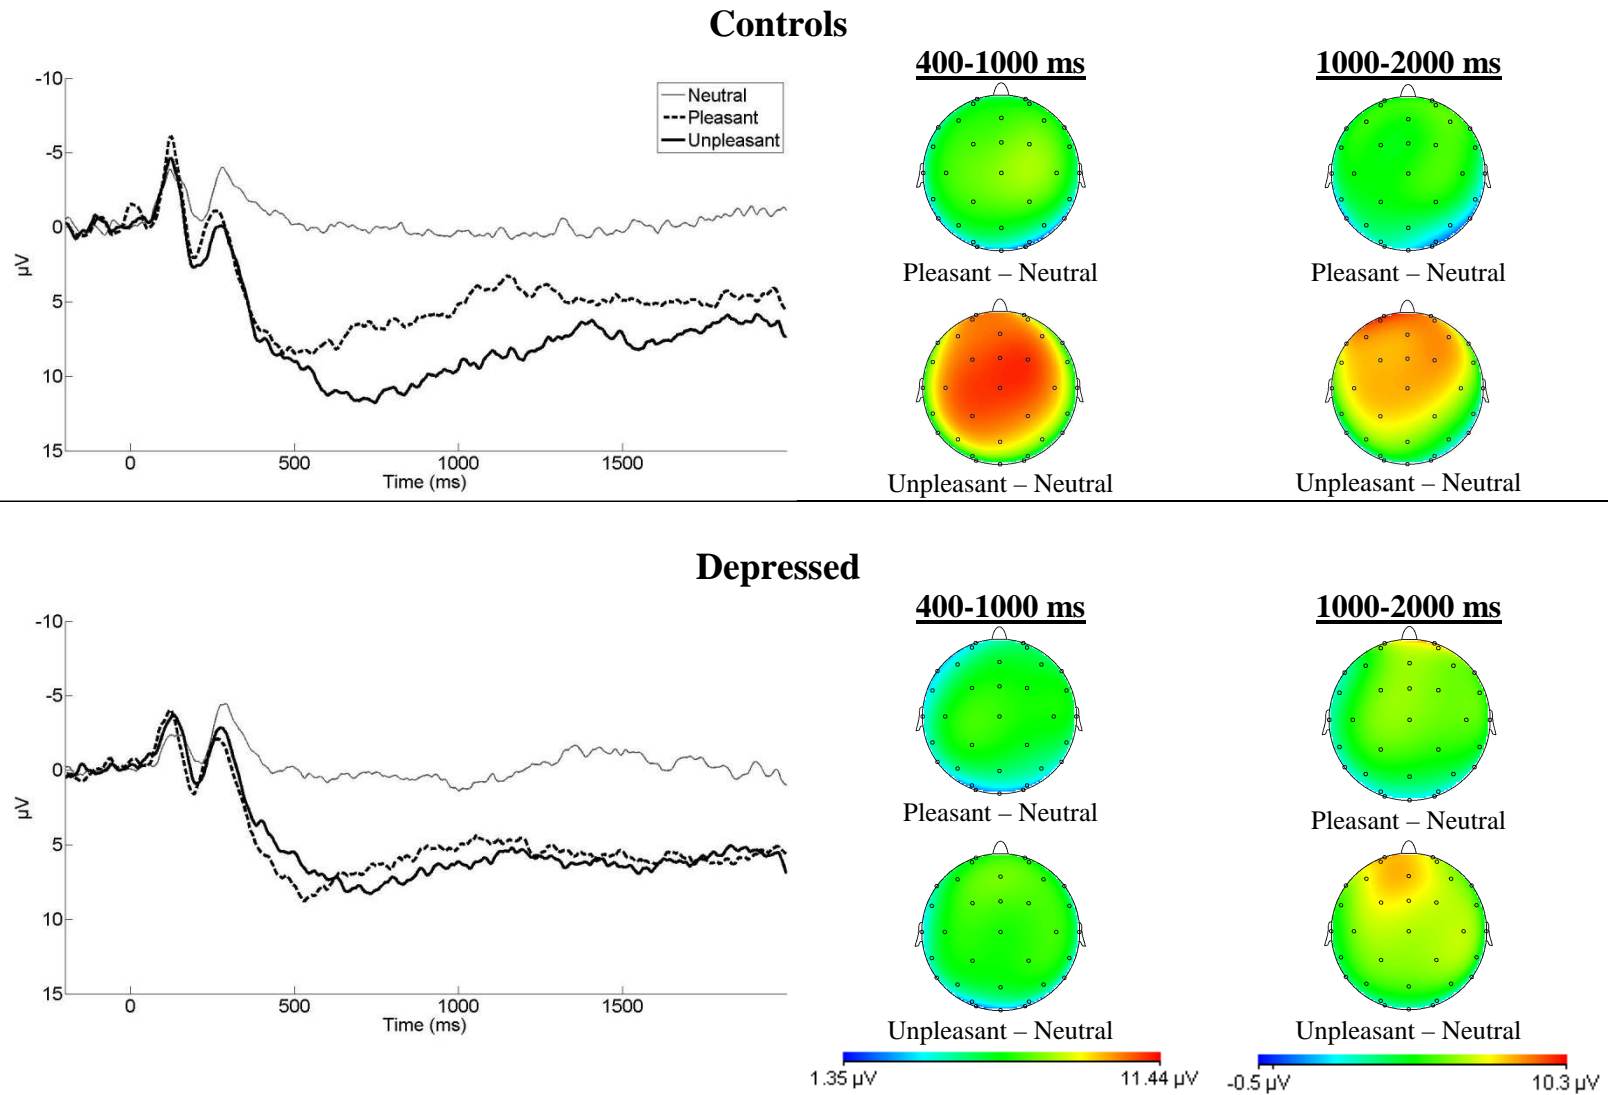 Controls
-10
-5
0
5
10
15
µV
0
500
1000
1500
Time (ms)
Neutral
Pleasant
Unpleasant
400-1000 ms
1000-2000 ms
Pleasant – Neutral
Pleasant – Neutral
Unpleasant – Neutral
Unpleasant – Neutral
Depressed
-10
-5
0
5
10
15
µV
0
500
1000
1500
Time (ms)
400-1000 ms
1000-2000 ms
Pleasant – Neutral
Pleasant – Neutral
Unpleasant – Neutral
Unpleasant – Neutral
1.35 µV
11.44 µV
-0.5 µV
10.3 µV